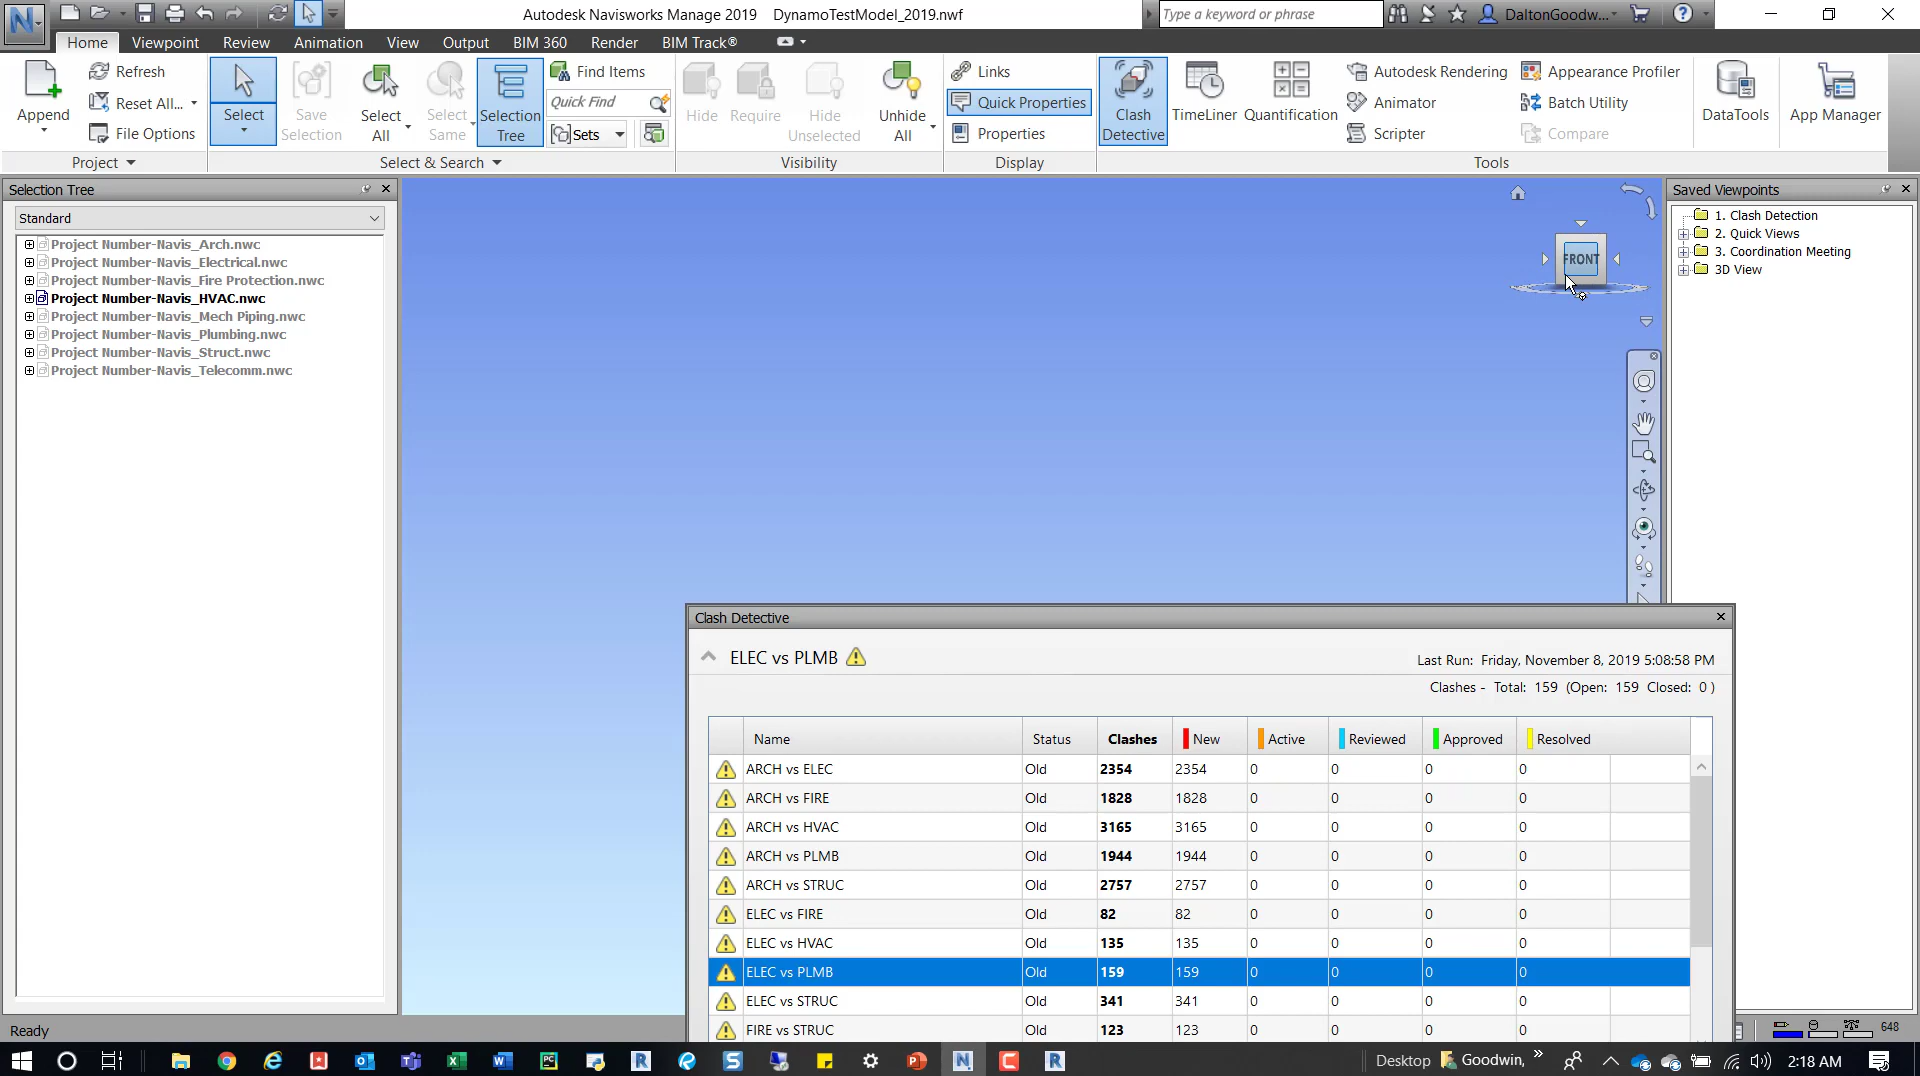 Autodesk Navisworks Manage 2019 DynamoTestModel_2019.nwf
Type a keyword or phrase
DaltonGoodw...
Home Viewpoint Review Animation View Output BIM 360 Render BIM Track®
Append
Refresh
Reset All...
File Options
Project
Select
Save Selection
Select All
Select Same
Selection Tree
Find Items
Quick Find
Sets
Select & Search
Hide
Require
Hide Unselected
Unhide All
Visibility
Links
Quick Properties
Properties
Display
Clash Detective
TimeLiner
Quantification
Autodesk Rendering
Animator
Scripter
Appearance Profiler
Batch Utility
Compare
Tools
DataTools
App Manager
Selection Tree
Standard
Project Number-Navis_Arch.nwc
Project Number-Navis_Electrical.nwc
Project Number-Navis_Fire Protection.nwc
Project Number-Navis_HVAC.nwc
Project Number-Navis_Mech Piping.nwc
Project Number-Navis_Plumbing.nwc
Project Number-Navis_Struct.nwc
Project Number-Navis_Telecomm.nwc
FRONT
Saved Viewpoints
1. Clash Detection
2. Quick Views
3. Coordination Meeting
3D View
Clash Detective
ELEC vs PLMB
Last Run: Friday, November 8, 2019 5:08:58 PM
Clashes - Total: 159 (Open: 159 Closed: 0 )
Name Status Clashes New Active Reviewed Approved Resolved
ARCH vs ELEC Old 2354 2354 0 0 0 0
ARCH vs FIRE Old 1828 1828 0 0 0 0
ARCH vs HVAC Old 3165 3165 0 0 0 0
ARCH vs PLMB Old 1944 1944 0 0 0 0
ARCH vs STRUC Old 2757 2757 0 0 0 0
ELEC vs FIRE Old 82 82 0 0 0 0
ELEC vs HVAC Old 135 135 0 0 0 0
ELEC vs PLMB Old 159 159 0 0 0 0
ELEC vs STRUC Old 341 341 0 0 0 0
FIRE vs STRUC Old 123 123 0 0 0 0
Ready
648
Desktop Goodwin, 2:18 AM